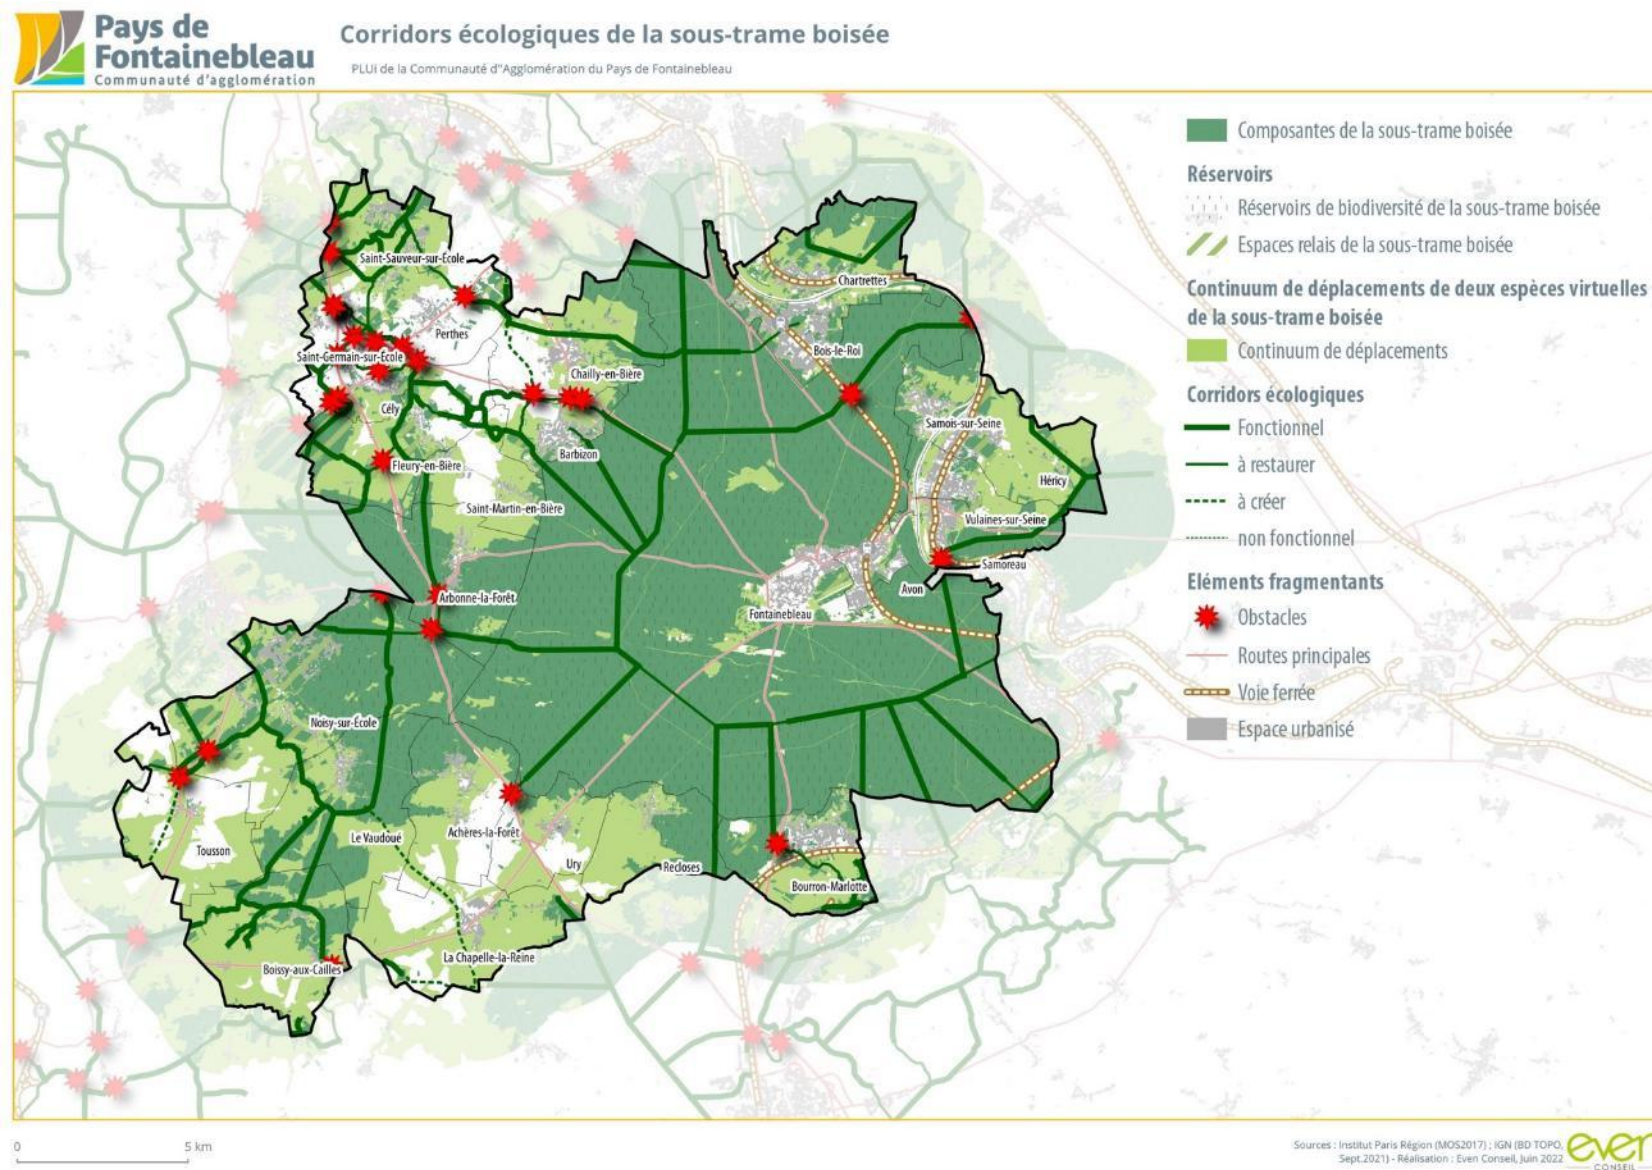 Pays de
Fontainebleau
Communauté d'agglomération
Corridors écologiques de la sous-trame boisée
PLUi de la Communauté d"Agglomération du Pays de Fontainebleau
Composantes de la sous-trame boisée
Réservoirs
Réservoirs de biodiversité de la sous-trame boisée
Espaces relais de la sous-trame boisée
Continuum de déplacements de deux espèces virtuelles
de la sous-trame boisée
Continuum de déplacements
Corridors écologiques
Fonctionnel
à restaurer
à créer
non fonctionnel
Eléments fragmentants
Obstacles
Routes principales
Voie ferrée
Espace urbanisé
Saint-Sauveur-sur-École
Chartrettes
Perthes
Bois-le-Roi
Saint-Germain-sur-École
Chailly-en-Bière
Cély
Samois-sur-Seine
Barbizon
Fleury-en-Bière
Héricy
Saint-Martin-en-Bière
Vulaines-sur-Seine
Samoreau
Avon
Arbonne-la-Forêt
Fontainebleau
Noisy-sur-École
Le Vaudoué
Achères-la-Forêt
Tousson
Ury
Recloses
Bourron-Marlotte
La Chapelle-la-Reine
Boissy-aux-Cailles
0 5 km
Sources : Institut Paris Région (MOS2017) ; IGN (BD TOPO,
Sept.2021) - Réalisation : Even Conseil, Juin 2022
even
CONSEIL